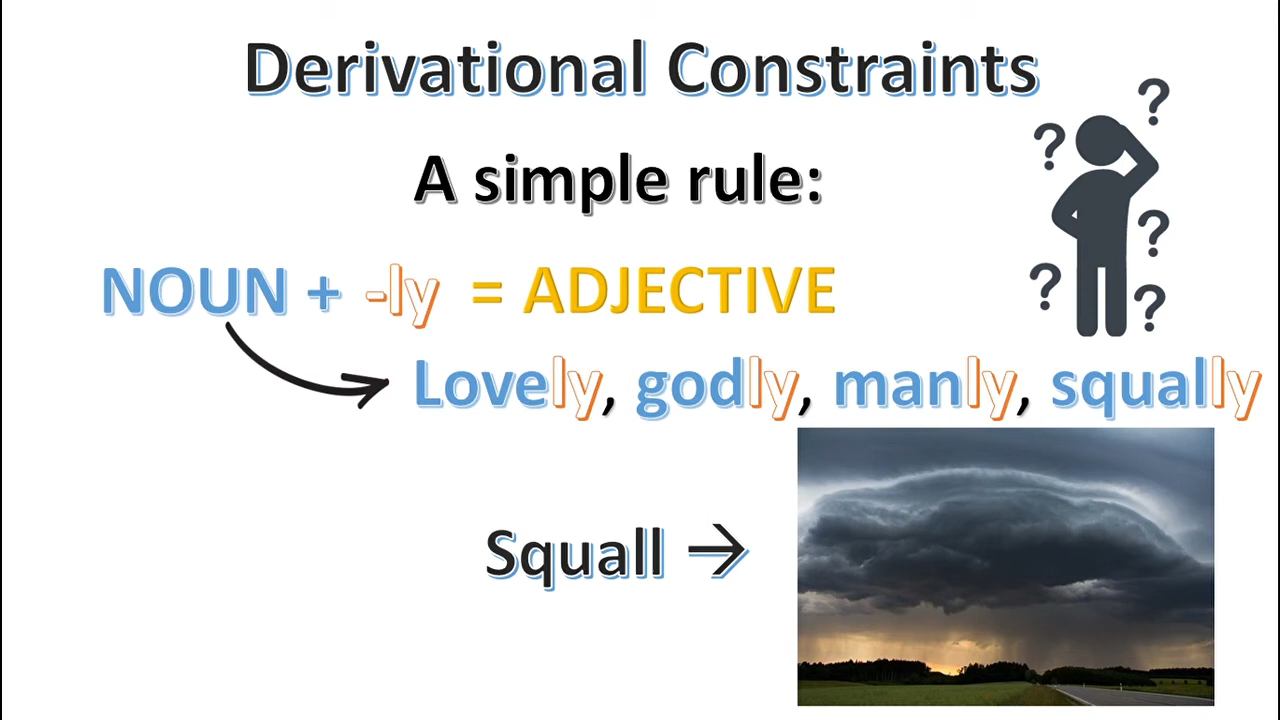 Derivational Constraints
A simple rule:
NOUN + -ly = ADJECTIVE
Lovely, godly, manly, squally
Squall →
? ? ? ? ?